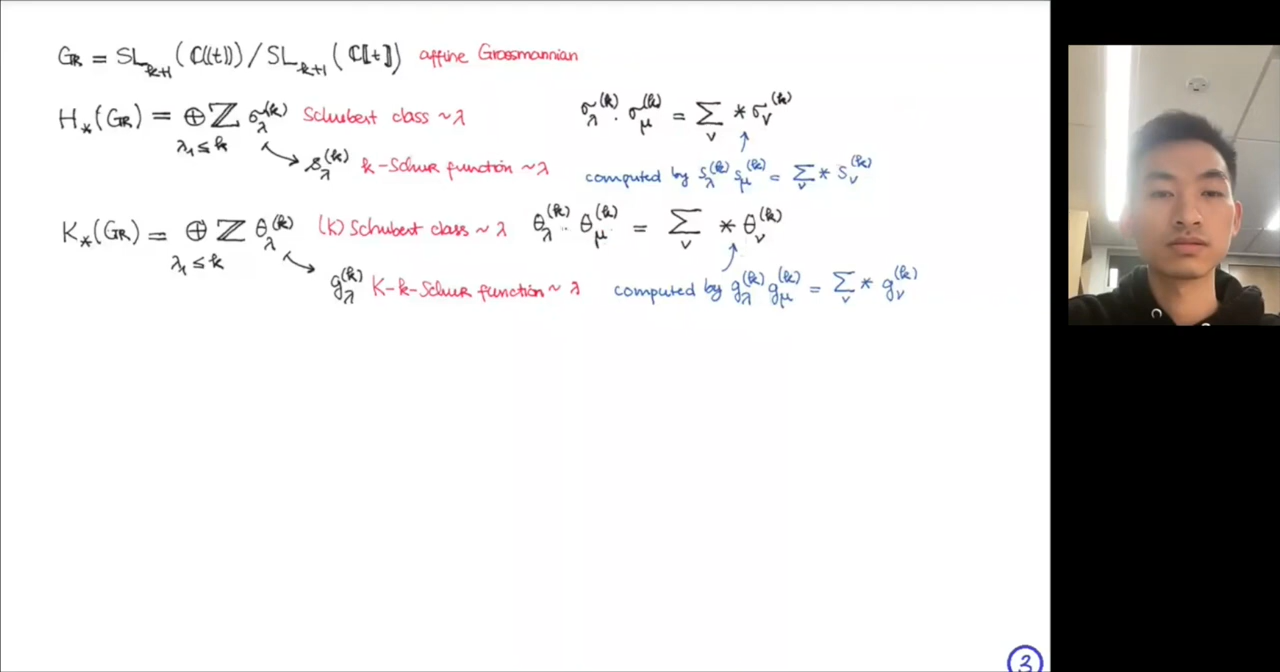 Gr = SL_{k+1}(ℂ((t))) / SL_{k+1}(ℂ[[t]]) affine Grassmannian
H_*(Gr) = ⊕_{λ₁≤k} ℤ σ_λ^{(k)} Schubert class ~ λ σ_λ^{(k)} · σ_μ^{(k)} = Σ_ν * σ_ν^{(k)}
s_λ^{(k)} k-Schur function ~ λ computed by s_λ^{(k)} s_μ^{(k)} = Σ_ν * s_ν^{(k)}
K_*(Gr) = ⊕_{λ₁≤k} ℤ θ_λ^{(k)} (K) Schubert class ~ λ θ_λ^{(k)} · θ_μ^{(k)} = Σ_ν * θ_ν^{(k)}
g_λ^{(k)} K-k-Schur function ~ λ computed by g_λ^{(k)} g_μ^{(k)} = Σ_ν * g_ν^{(k)}
3